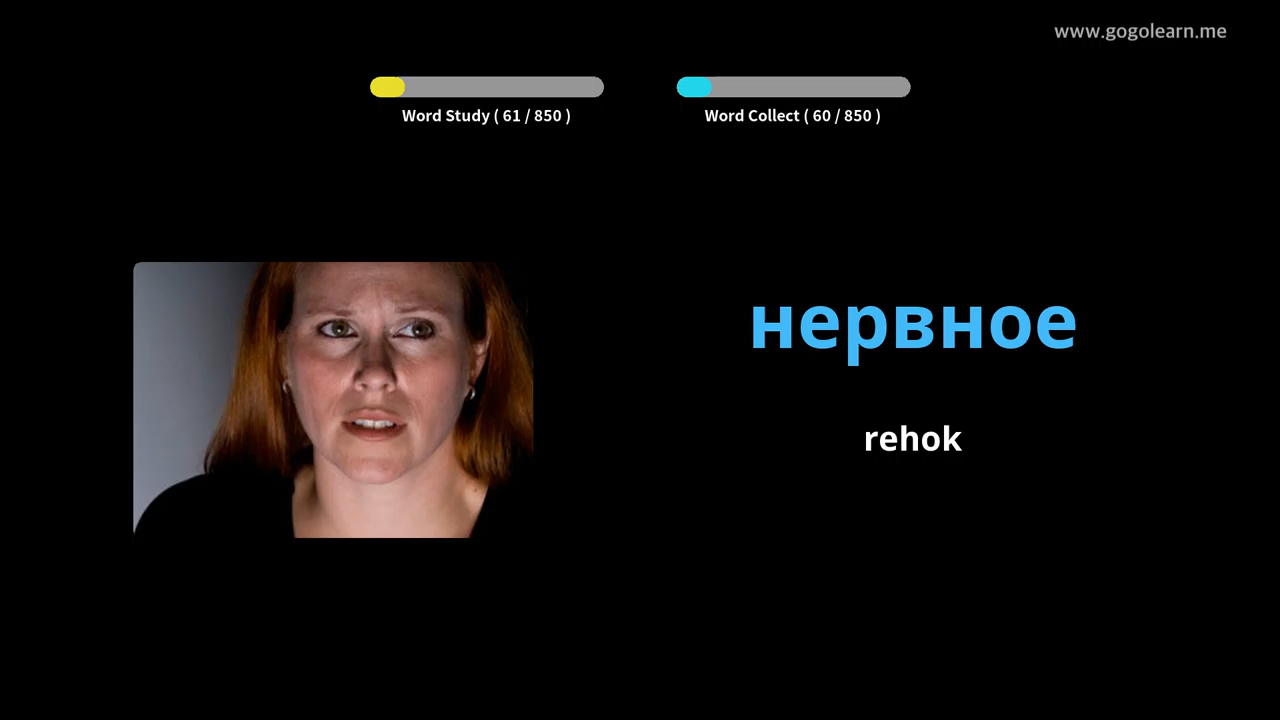 www.gogolearn.me
Word Study ( 61 / 850 )
Word Collect ( 60 / 850 )
нервное
rehok